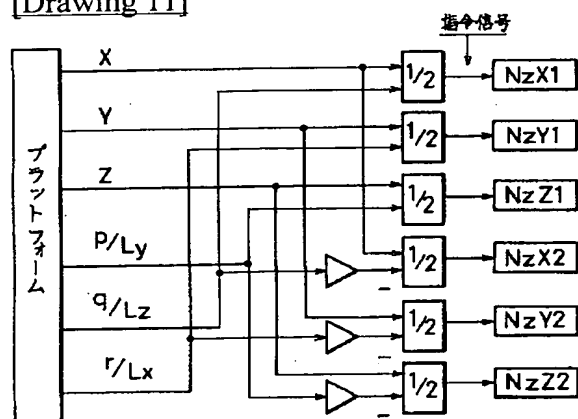 [Drawing 11]
指令信号
プラットフォーム
X
Y
Z
p/Ly
q/Lz
r/Lx
1/2
NzX1
1/2
NzY1
1/2
NzZ1
1/2
NzX2
1/2
NzY2
1/2
NzZ2